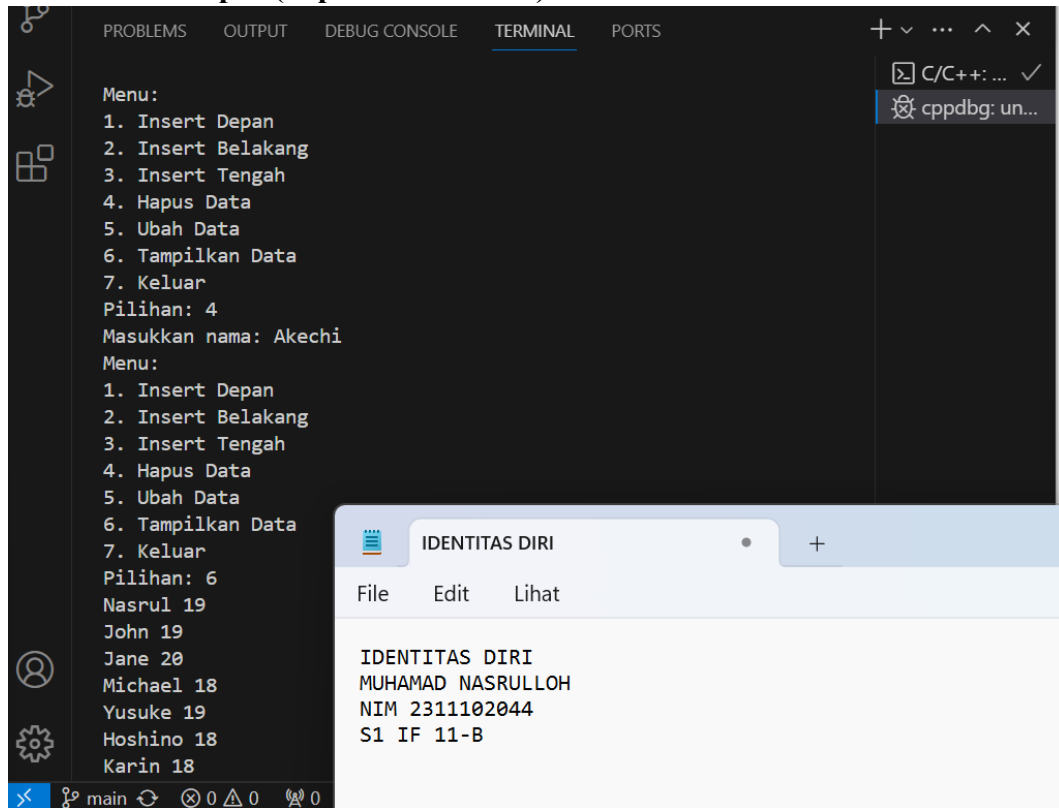 PROBLEMS OUTPUT DEBUG CONSOLE TERMINAL PORTS
C/C++: ...
cppdbg: un...
Menu:
1. Insert Depan
2. Insert Belakang
3. Insert Tengah
4. Hapus Data
5. Ubah Data
6. Tampilkan Data
7. Keluar
Pilihan: 4
Masukkan nama: Akechi
Menu:
1. Insert Depan
2. Insert Belakang
3. Insert Tengah
4. Hapus Data
5. Ubah Data
6. Tampilkan Data
7. Keluar
Pilihan: 6
Nasrul 19
John 19
Jane 20
Michael 18
Yusuke 19
Hoshino 18
Karin 18
main 0 0 0
IDENTITAS DIRI
File Edit Lihat
IDENTITAS DIRI
MUHAMAD NASRULLOH
NIM 2311102044
S1 IF 11-B